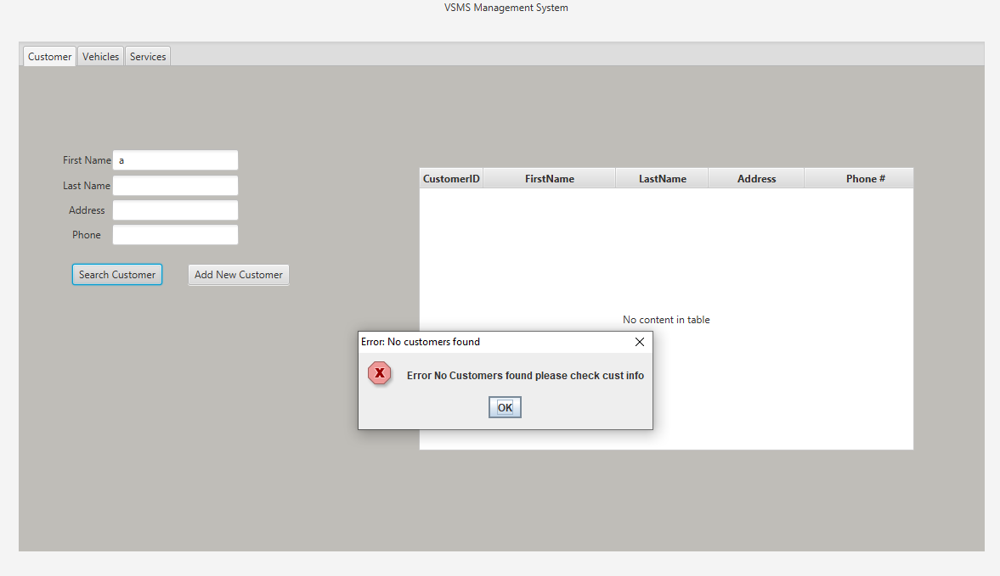 VSMS Management System
Customer Vehicles Services
First Name a
Last Name
Address
Phone
Search Customer Add New Customer
CustomerID FirstName LastName Address Phone #
No content in table
Error: No customers found
X
Error No Customers found please check cust info
OK